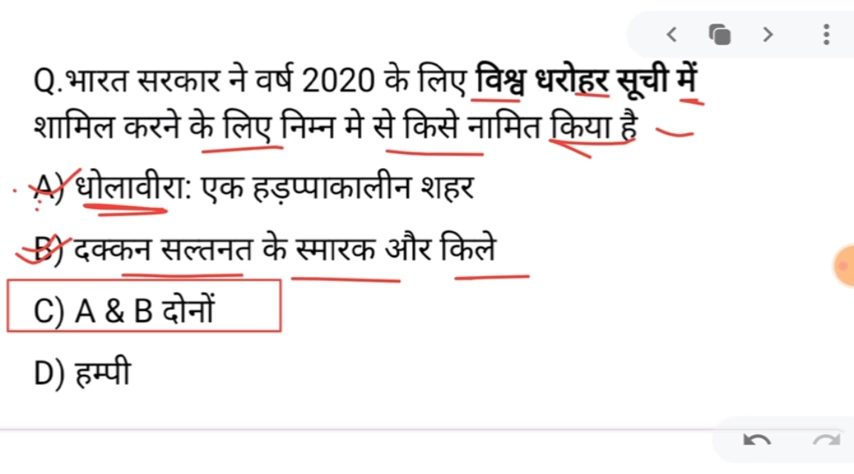 Q.भारत सरकार ने वर्ष 2020 के लिए विश्व धरोहर सूची में
शामिल करने के लिए निम्न मे से किसे नामित किया है
A) धोलावीरा: एक हड़प्पाकालीन शहर
B) दक्कन सल्तनत के स्मारक और किले
C) A & B दोनों
D) हम्पी